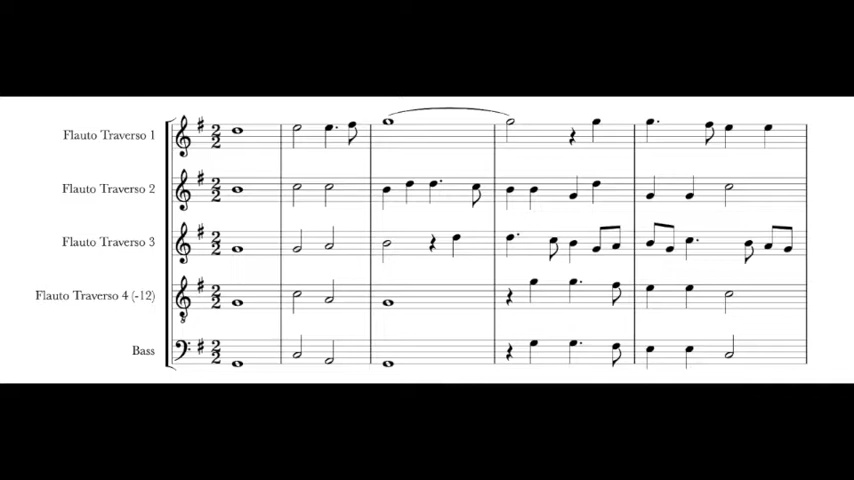 Flauto Traverso 1
Flauto Traverso 2
Flauto Traverso 3
Flauto Traverso 4 (-12)
Bass